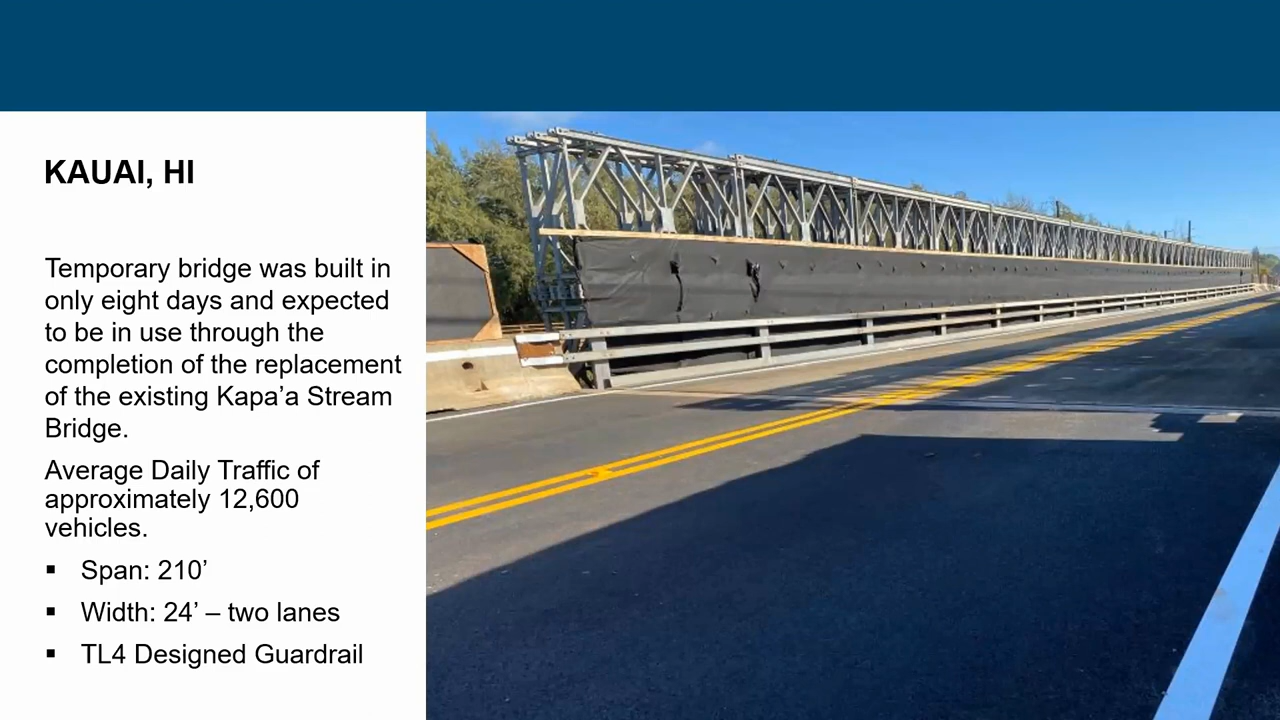 KAUAI, HI
Temporary bridge was built in
only eight days and expected
to be in use through the
completion of the replacement
of the existing Kapa’a Stream
Bridge.
Average Daily Traffic of
approximately 12,600
vehicles.
▪ Span: 210’
▪ Width: 24’ – two lanes
▪ TL4 Designed Guardrail